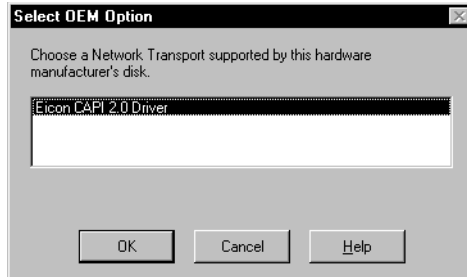 Select OEM Option
Choose a Network Transport supported by this hardware
manufacturer's disk.
Eicon CAPI 2.0 Driver
OK Cancel Help